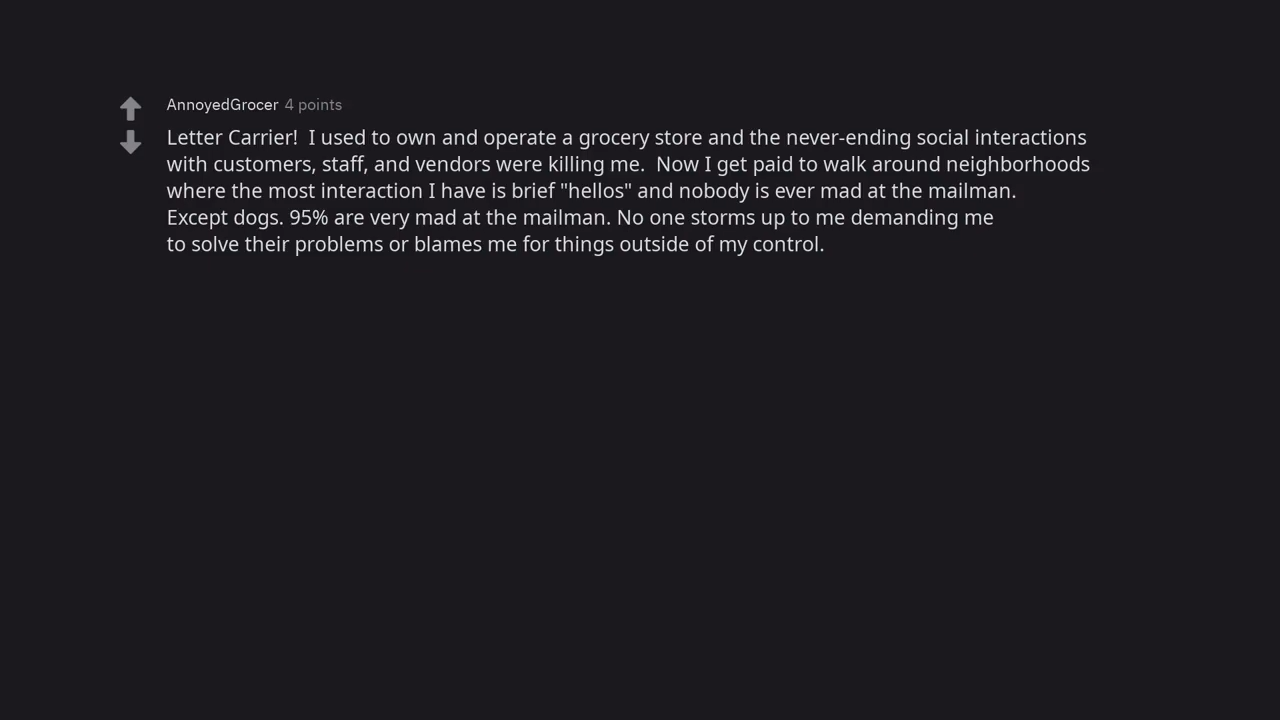 AnnoyedGrocer 4 points
Letter Carrier!  I used to own and operate a grocery store and the never-ending social interactions
with customers, staff, and vendors were killing me.  Now I get paid to walk around neighborhoods
where the most interaction I have is brief "hellos" and nobody is ever mad at the mailman.
Except dogs. 95% are very mad at the mailman. No one storms up to me demanding me
to solve their problems or blames me for things outside of my control.